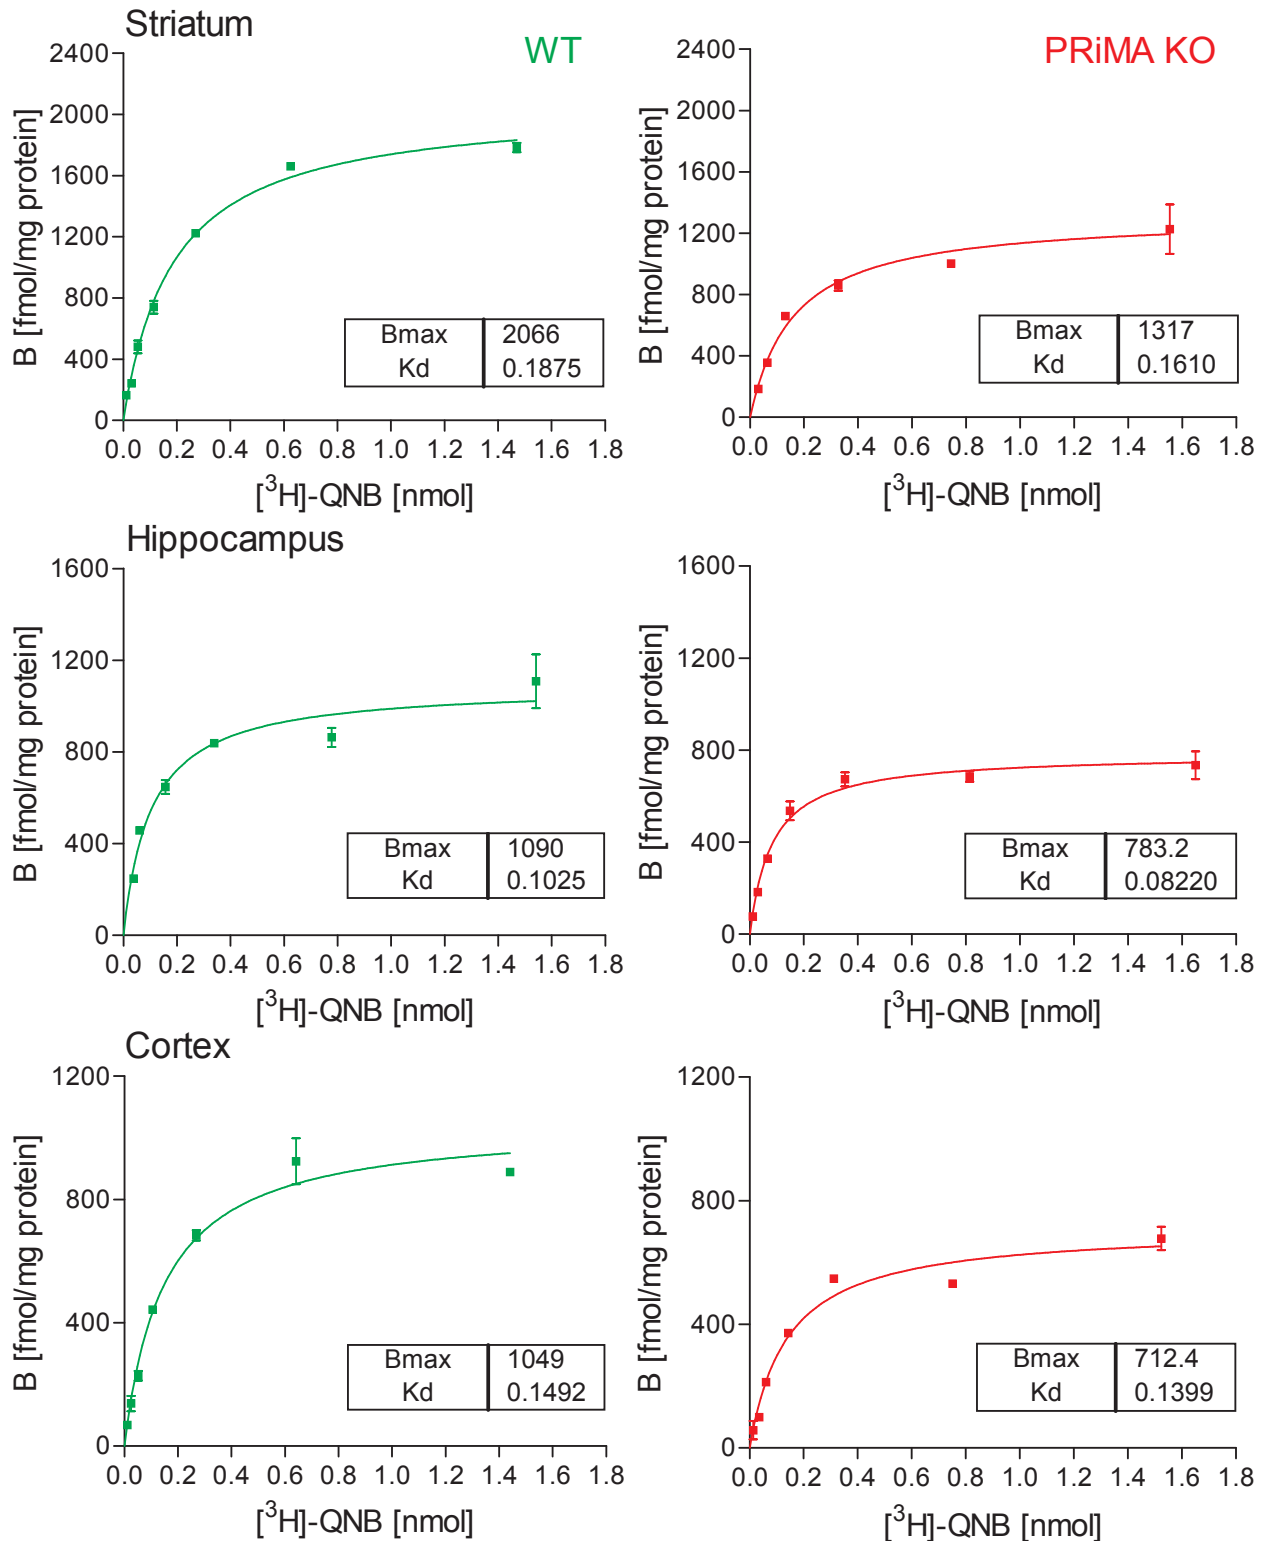 Striatum
WT
PRiMA KO
2400
2000
1600
1200
800
400
0
B [fmol/mg protein]
Bmax 2066
Kd 0.1875
0.0 0.2 0.4 0.6 0.8 1.0 1.2 1.4 1.6 1.8
[³H]-QNB [nmol]
2400
2000
1600
1200
800
400
0
B [fmol/mg protein]
Bmax 1317
Kd 0.1610
0.0 0.2 0.4 0.6 0.8 1.0 1.2 1.4 1.6 1.8
[³H]-QNB [nmol]
Hippocampus
1600
1200
800
400
0
B [fmol/mg protein]
Bmax 1090
Kd 0.1025
0.0 0.2 0.4 0.6 0.8 1.0 1.2 1.4 1.6 1.8
[³H]-QNB [nmol]
1600
1200
800
400
0
B [fmol/mg protein]
Bmax 783.2
Kd 0.08220
0.0 0.2 0.4 0.6 0.8 1.0 1.2 1.4 1.6 1.8
[³H]-QNB [nmol]
Cortex
1200
800
400
0
B [fmol/mg protein]
Bmax 1049
Kd 0.1492
0.0 0.2 0.4 0.6 0.8 1.0 1.2 1.4 1.6 1.8
[³H]-QNB [nmol]
1200
800
400
0
B [fmol/mg protein]
Bmax 712.4
Kd 0.1399
0.0 0.2 0.4 0.6 0.8 1.0 1.2 1.4 1.6 1.8
[³H]-QNB [nmol]